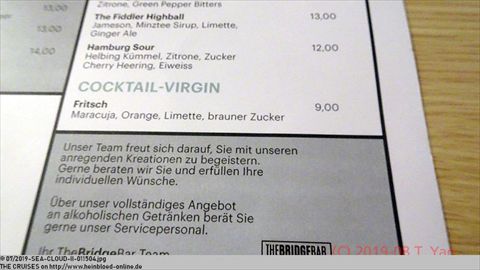 Zitrone, Green Pepper Bitters
13,00
The Fiddler Highball 13,00
Jameson, Minztee Sirup, Limette,
Ginger Ale
14,00
Hamburg Sour 12,00
Helbing Kümmel, Zitrone, Zucker
Cherry Heering, Eiweiss
COCKTAIL-VIRGIN
Fritsch 9,00
Maracuja, Orange, Limette, brauner Zucker
Unser Team freut sich darauf, Sie mit unseren
anregenden Kreationen zu begeistern.
Gerne beraten wir Sie und erfüllen Ihre
individuellen Wünsche.
Über unser vollständiges Angebot
an alkoholischen Getränken berät Sie
gerne unser Servicepersonal.
Ihr TheBridgeBar Team
THEBRIDGEBAR
(C) 2019-08 T. Yag
07/2019-SEA-CLOUD-II-011504.jpg
THE CRUISES on http://www.heinbloed-online.de